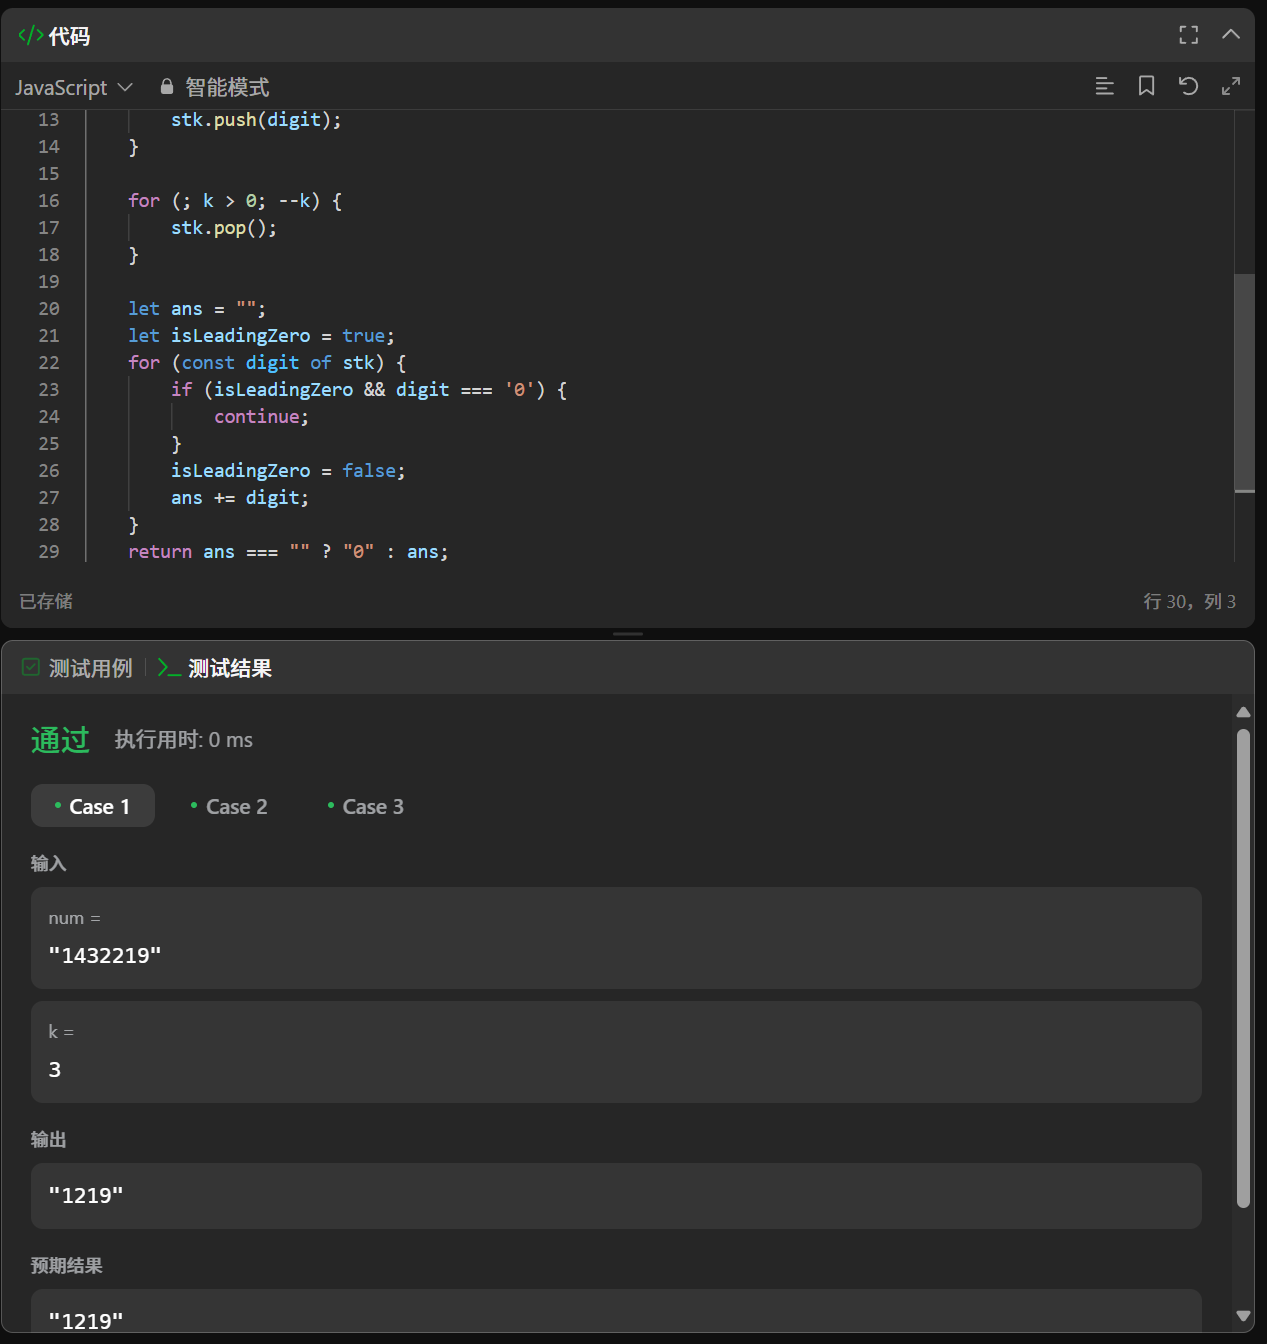 </> 代码
JavaScript 智能模式
13 stk.push(digit);
14 }
15
16 for (; k > 0; --k) {
17 stk.pop();
18 }
19
20 let ans = "";
21 let isLeadingZero = true;
22 for (const digit of stk) {
23 if (isLeadingZero && digit === '0') {
24 continue;
25 }
26 isLeadingZero = false;
27 ans += digit;
28 }
29 return ans === "" ? "0" : ans;
已存储 行 30，列 3
测试用例 >_ 测试结果
通过 执行用时: 0 ms
• Case 1 • Case 2 • Case 3
输入
num =
"1432219"
k =
3
输出
"1219"
预期结果
"1219"